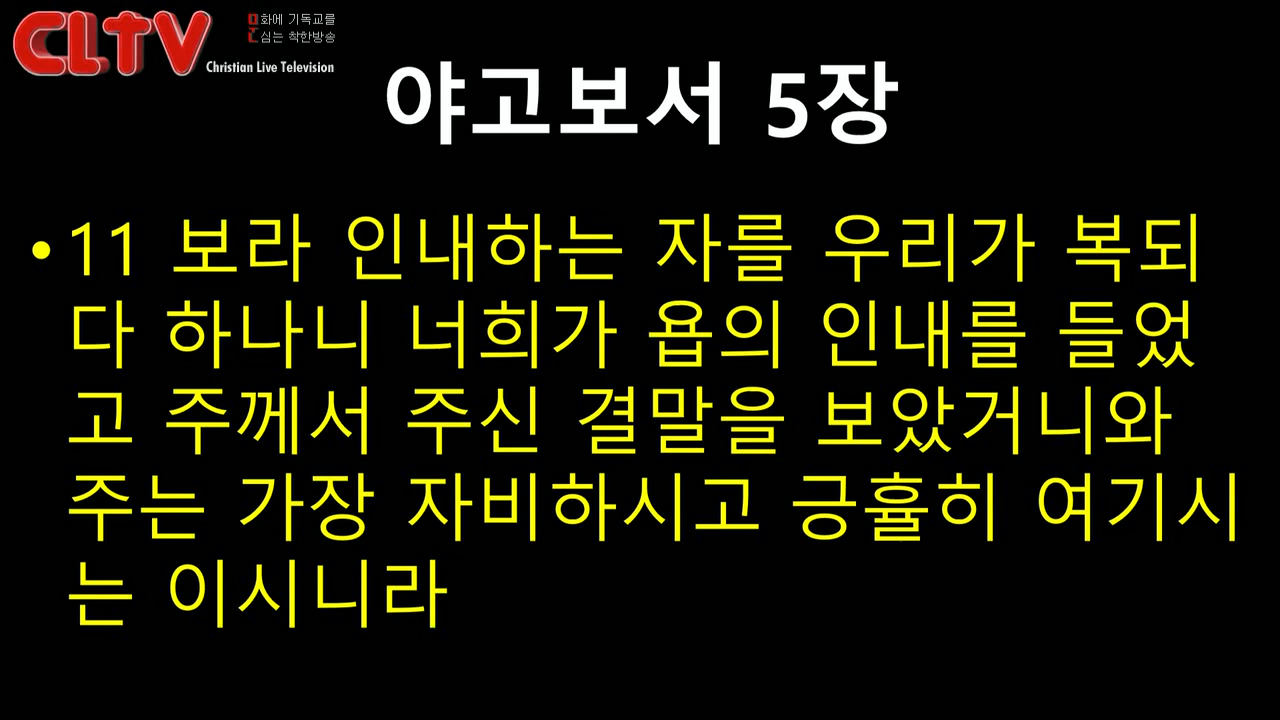 CLTV
문화에 기독교를
심는 착한방송
Christian Live Television
야고보서 5장
•11 보라 인내하는 자를 우리가 복되
다 하나니 너희가 욥의 인내를 들었
고 주께서 주신 결말을 보았거니와
주는 가장 자비하시고 긍휼히 여기시
는 이시니라